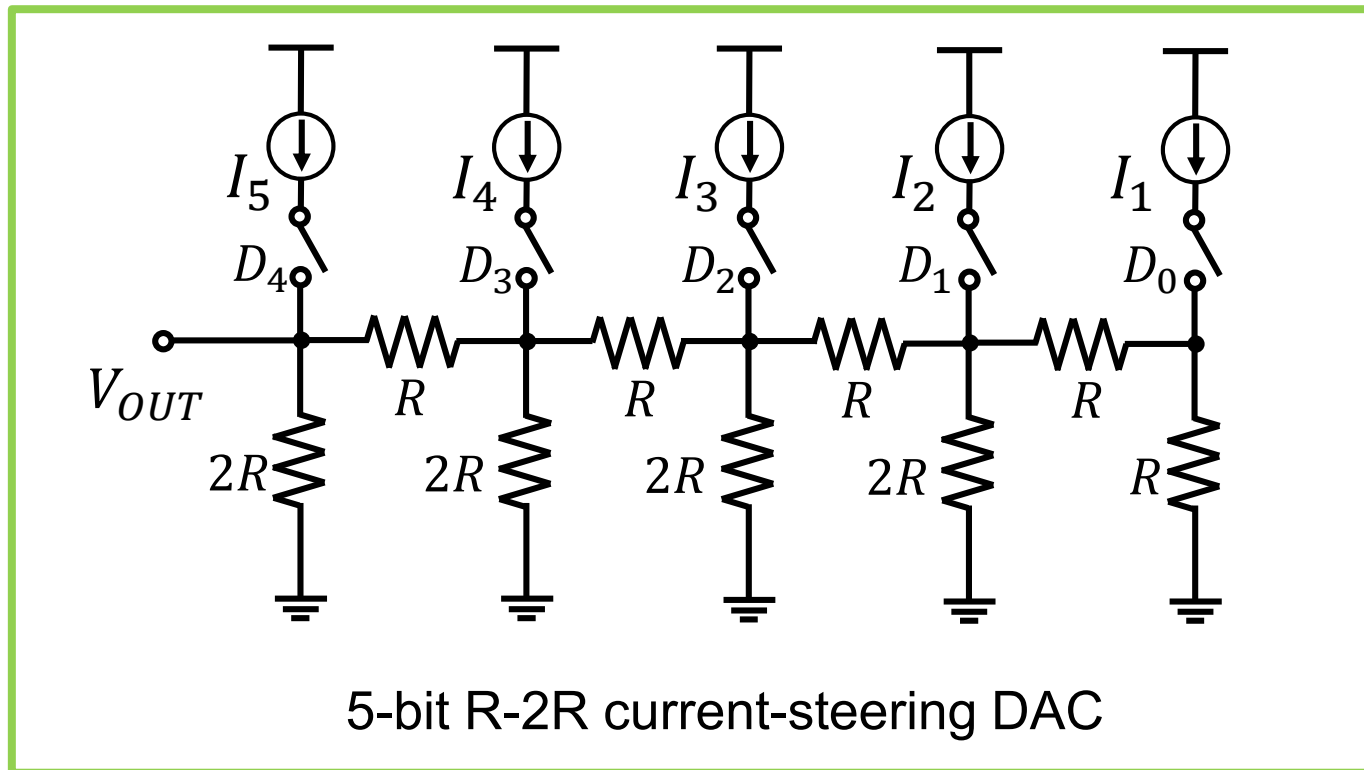 I₅ I₄ I₃ I₂ I₁
D₄ D₃ D₂ D₁ D₀
V_OUT R R R R
2R 2R 2R 2R R
5-bit R-2R current-steering DAC